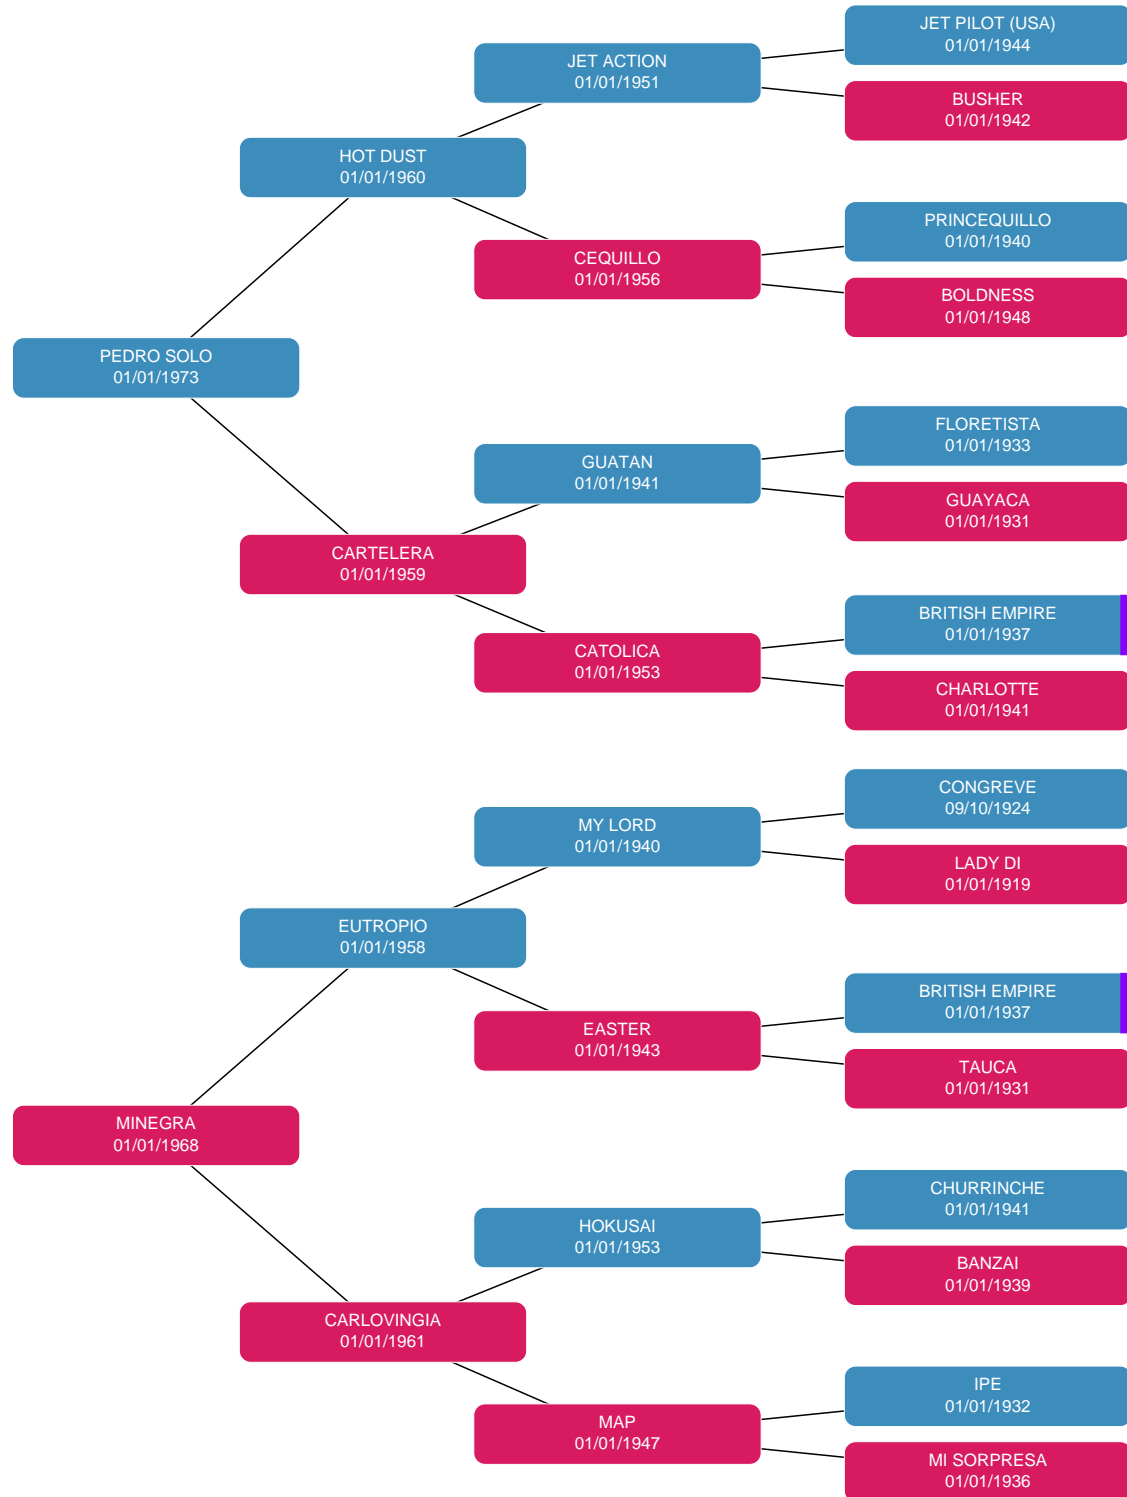 JET PILOT (USA)
01/01/1944
JET ACTION
01/01/1951
BUSHER
01/01/1942
HOT DUST
01/01/1960
PRINCEQUILLO
01/01/1940
CEQUILLO
01/01/1956
BOLDNESS
01/01/1948
PEDRO SOLO
01/01/1973
FLORETISTA
01/01/1933
GUATAN
01/01/1941
GUAYACA
01/01/1931
CARTELERA
01/01/1959
BRITISH EMPIRE
01/01/1937
CATOLICA
01/01/1953
CHARLOTTE
01/01/1941
CONGREVE
09/10/1924
MY LORD
01/01/1940
LADY DI
01/01/1919
EUTROPIO
01/01/1958
BRITISH EMPIRE
01/01/1937
EASTER
01/01/1943
TAUCA
01/01/1931
MINEGRA
01/01/1968
CHURRINCHE
01/01/1941
HOKUSAI
01/01/1953
BANZAI
01/01/1939
CARLOVINGIA
01/01/1961
IPE
01/01/1932
MAP
01/01/1947
MI SORPRESA
01/01/1936